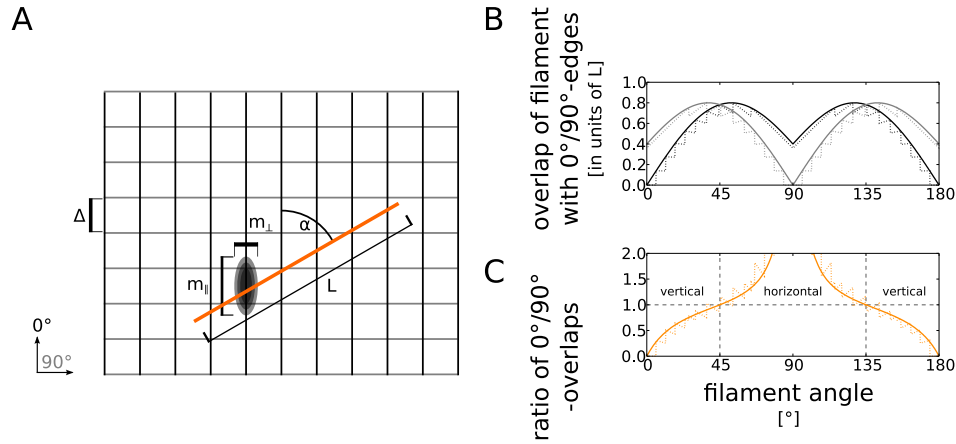 A
Δ
m⊥
α
m∥
L
0°
90°
B
overlap of filament
with 0°/90°-edges
[in units of L]
1.0
0.8
0.6
0.4
0.2
0.0
0 45 90 135 180
C
ratio of 0°/90°
-overlaps
2.0
1.5
1.0
0.5
0.0
vertical horizontal vertical
0 45 90 135 180
filament angle
[°]